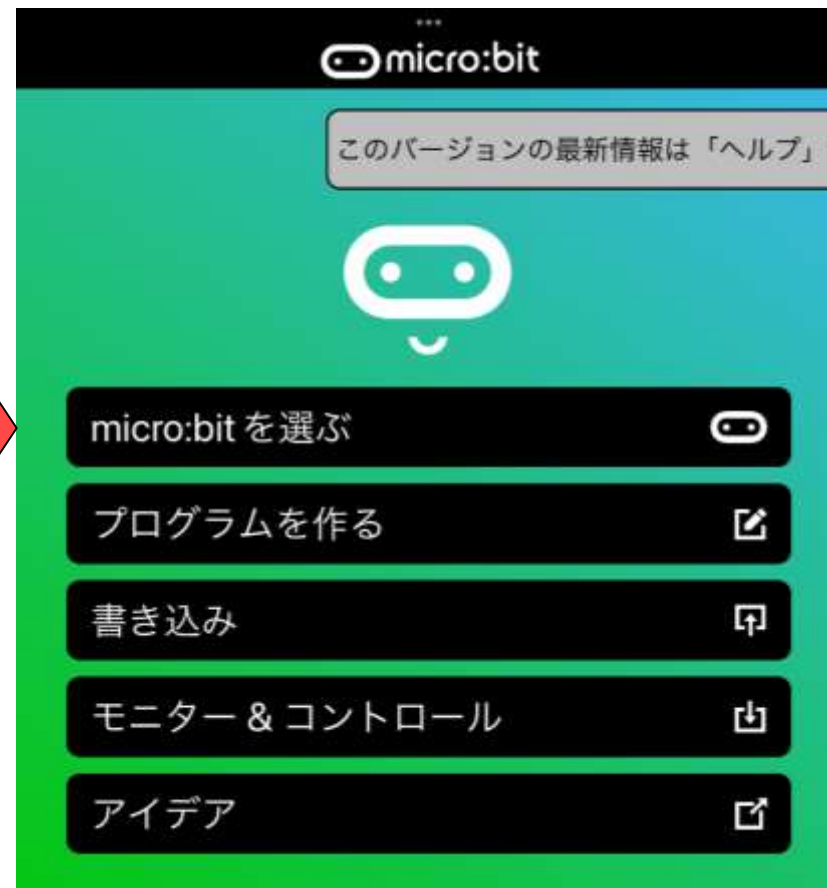 micro:bit
このバージョンの最新情報は「ヘルプ」
micro:bit を選ぶ
プログラムを作る
書き込み
モニター & コントロール
アイデア